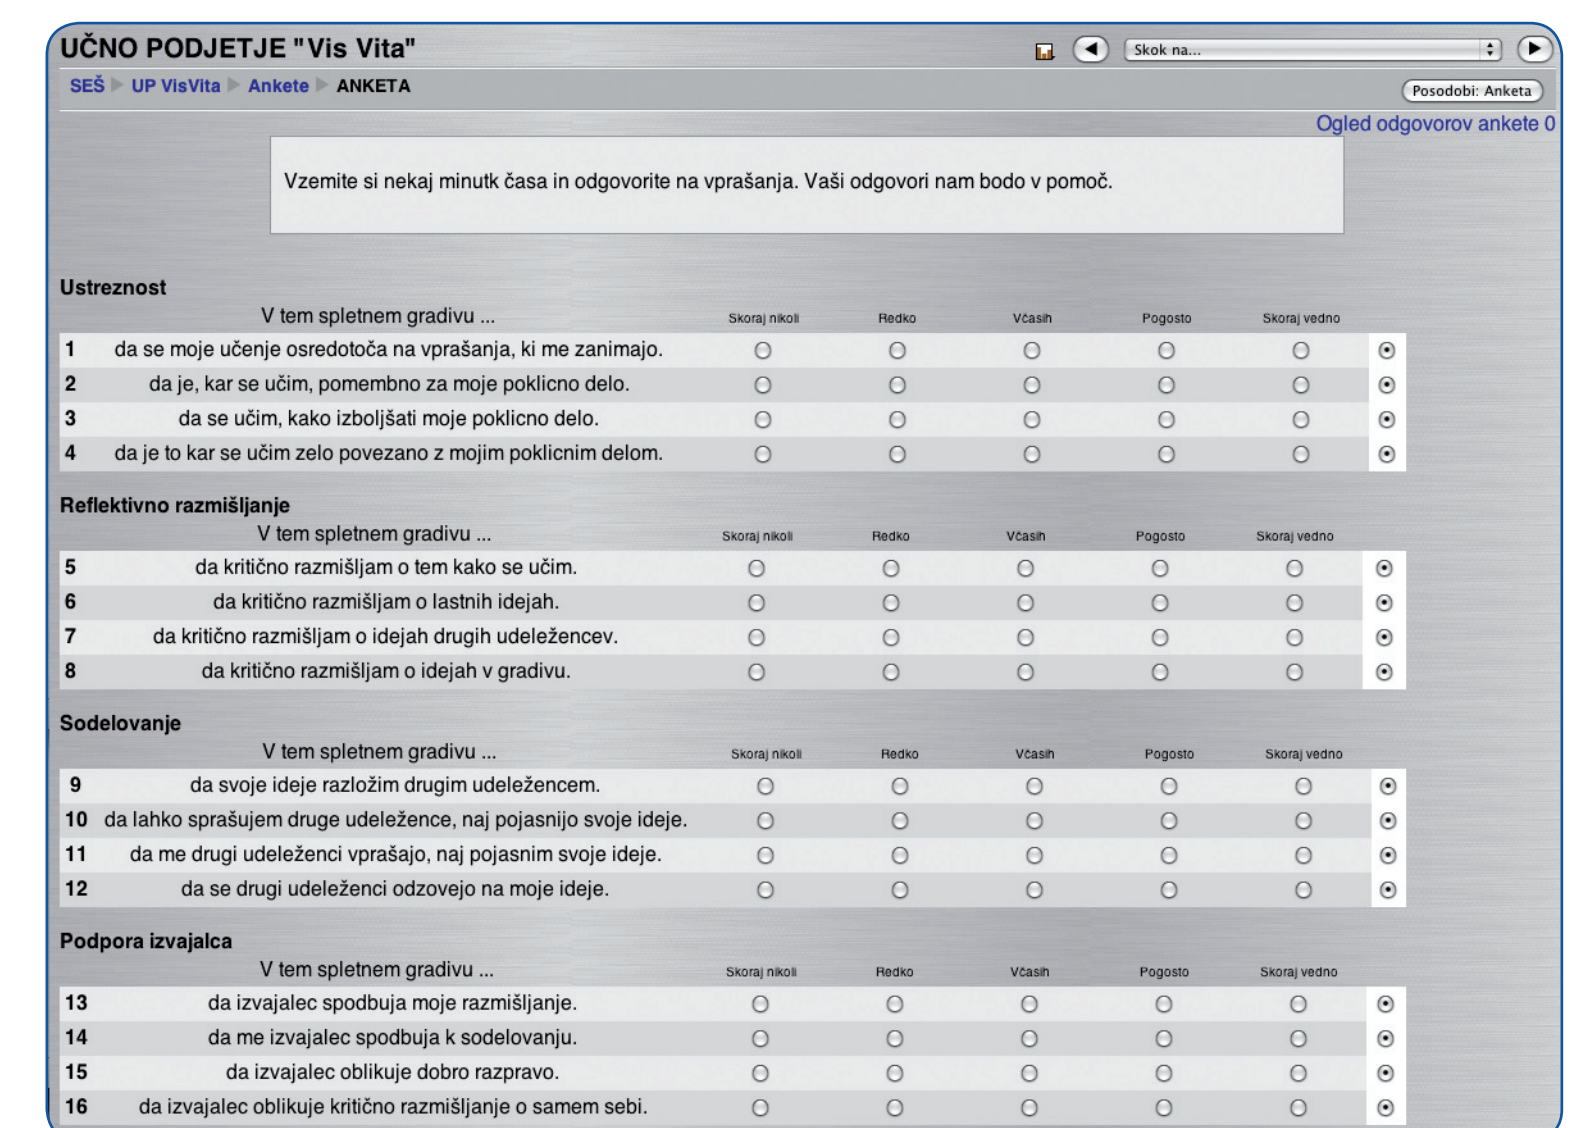 UČNO PODJETJE "Vis Vita"
Skok na...
SEŠ UP VisVita Ankete ANKETA
Posodobi: Anketa
Ogled odgovorov ankete 0
Vzemite si nekaj minutk časa in odgovorite na vprašanja. Vaši odgovori nam bodo v pomoč.
Ustreznost
V tem spletnem gradivu ... Skoraj nikoli Redko Včasih Pogosto Skoraj vedno
1 da se moje učenje osredotoča na vprašanja, ki me zanimajo.
2 da je, kar se učim, pomembno za moje poklicno delo.
3 da se učim, kako izboljšati moje poklicno delo.
4 da je to kar se učim zelo povezano z mojim poklicnim delom.
Reflektivno razmišljanje
V tem spletnem gradivu ... Skoraj nikoli Redko Včasih Pogosto Skoraj vedno
5 da kritično razmišljam o tem kako se učim.
6 da kritično razmišljam o lastnih idejah.
7 da kritično razmišljam o idejah drugih udeležencev.
8 da kritično razmišljam o idejah v gradivu.
Sodelovanje
V tem spletnem gradivu ... Skoraj nikoli Redko Včasih Pogosto Skoraj vedno
9 da svoje ideje razložim drugim udeležencem.
10 da lahko sprašujem druge udeležence, naj pojasnijo svoje ideje.
11 da me drugi udeleženci vprašajo, naj pojasnim svoje ideje.
12 da se drugi udeleženci odzovejo na moje ideje.
Podpora izvajalca
V tem spletnem gradivu ... Skoraj nikoli Redko Včasih Pogosto Skoraj vedno
13 da izvajalec spodbuja moje razmišljanje.
14 da me izvajalec spodbuja k sodelovanju.
15 da izvajalec oblikuje dobro razpravo.
16 da izvajalec oblikuje kritično razmišljanje o samem sebi.